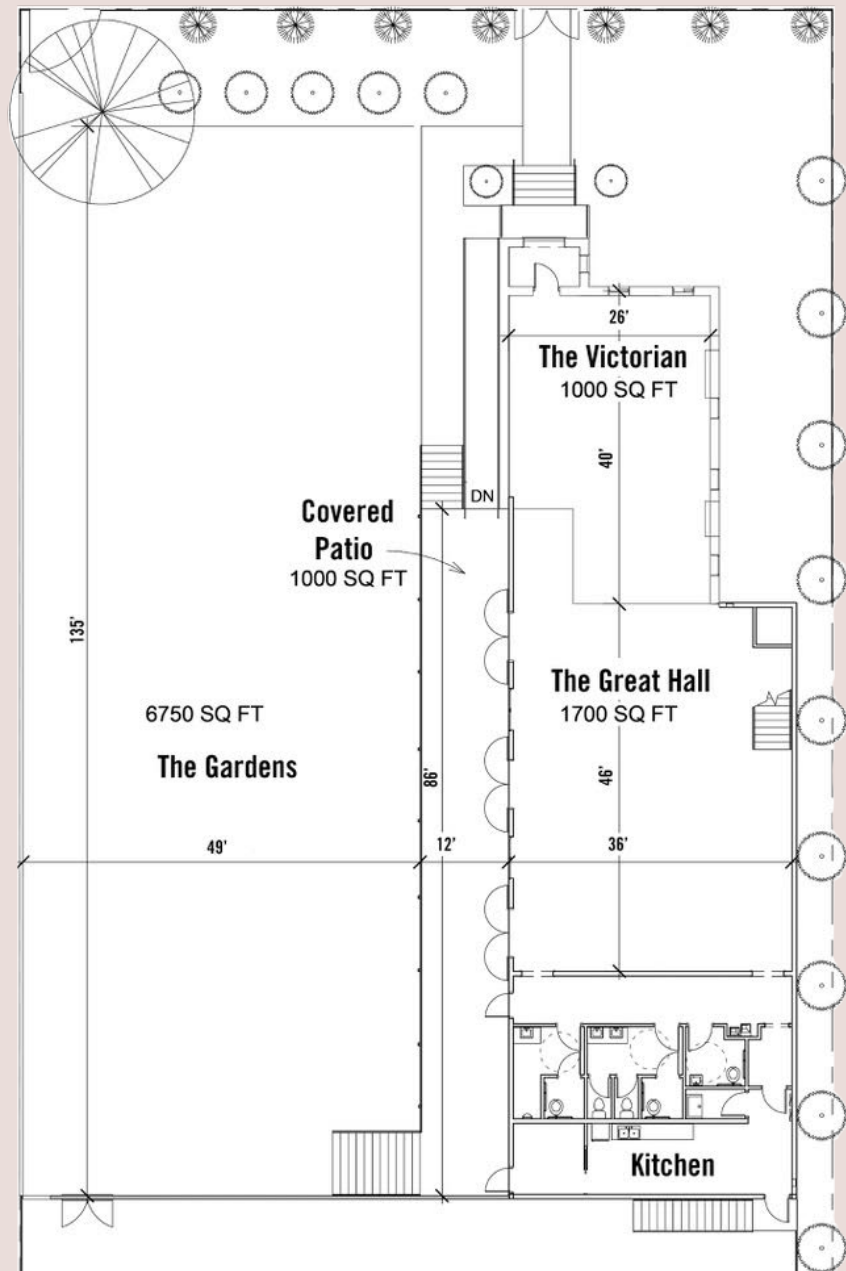 26'
The Victorian
1000 SQ FT
40'
DN
Covered
Patio
1000 SQ FT
135'
The Great Hall
1700 SQ FT
6750 SQ FT
The Gardens
86'
46'
49'
12'
36'
Kitchen